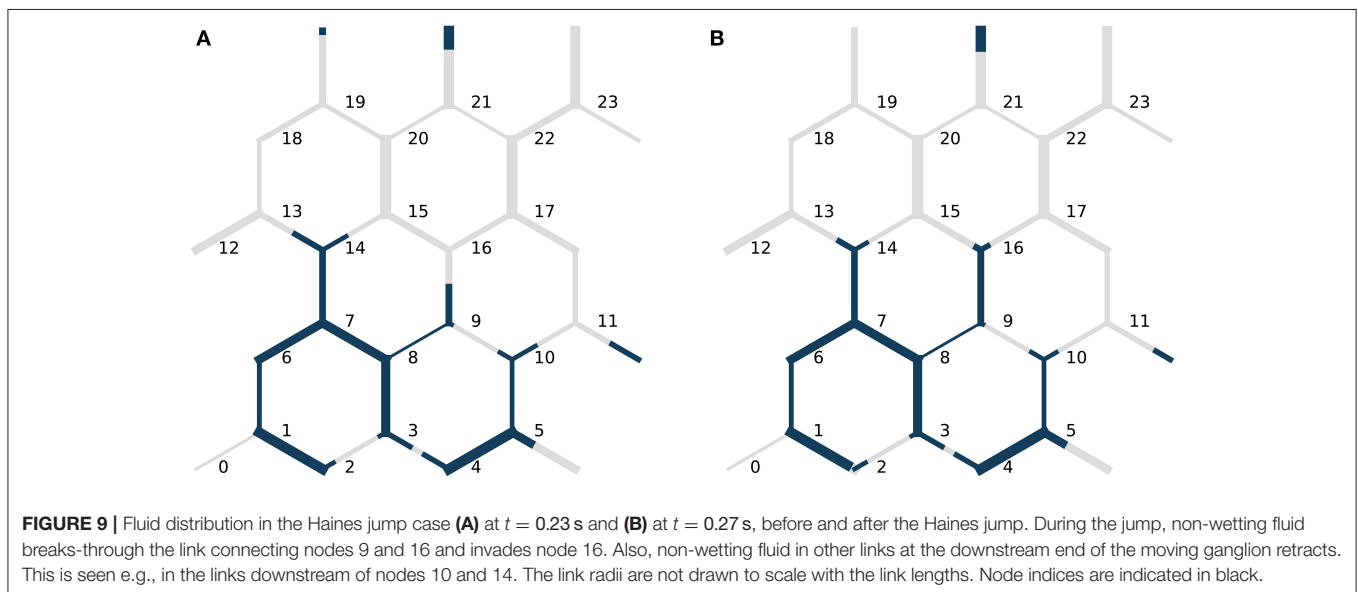 A
B
19 21 23
19 21 23
18 20 22
18 20 22
13 15 17
13 15 17
12 14 16
12 14 16
7 9 11
7 9 11
6 8 10
6 8 10
1 3 5
1 3 5
0 2 4
0 2 4
FIGURE 9 | Fluid distribution in the Haines jump case (A) at t = 0.23 s and (B) at t = 0.27 s, before and after the Haines jump. During the jump, non-wetting fluid
breaks-through the link connecting nodes 9 and 16 and invades node 16. Also, non-wetting fluid in other links at the downstream end of the moving ganglion retracts.
This is seen e.g., in the links downstream of nodes 10 and 14. The link radii are not drawn to scale with the link lengths. Node indices are indicated in black.